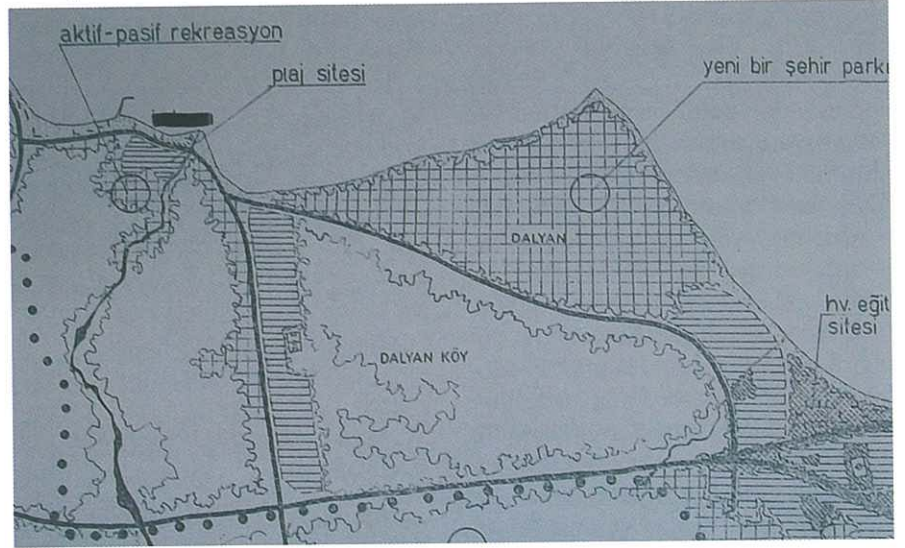 aktif-pasif rekreasyon
plaj sitesi
yeni bir şehir parkı
DALYAN
hv. eğit
sitesi
DALYAN KÖY